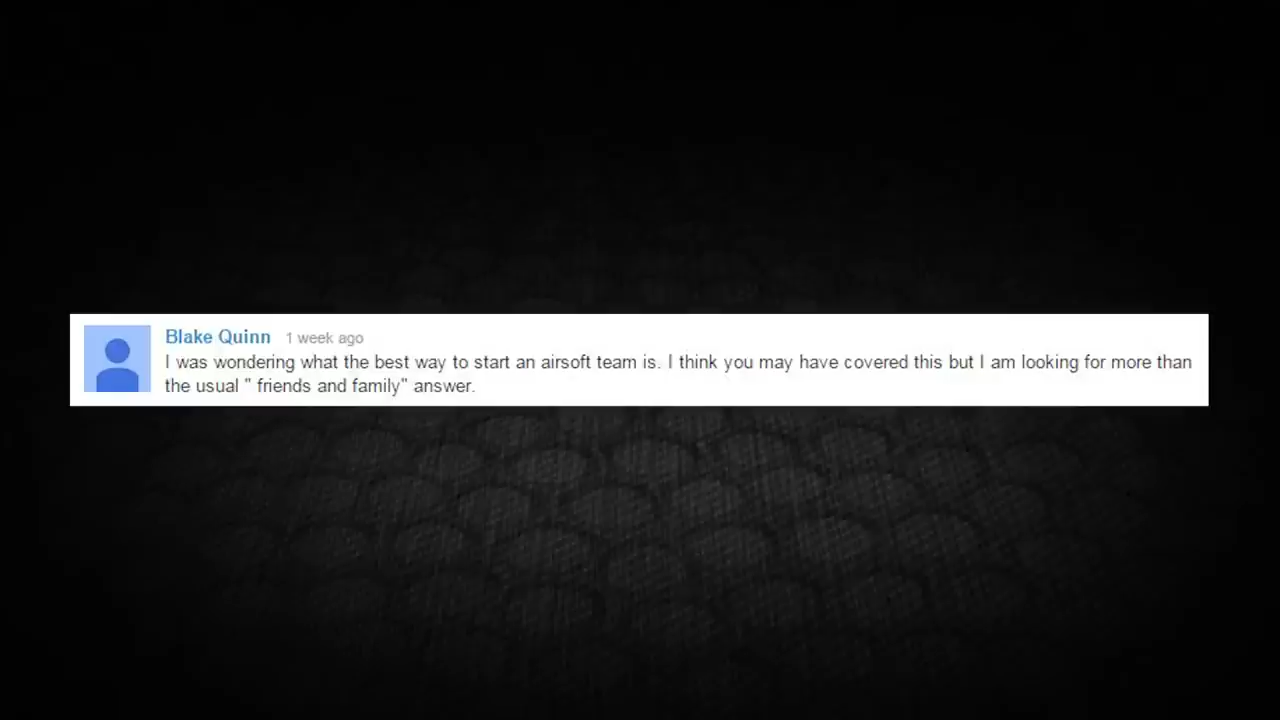 Blake Quinn 1 week ago
I was wondering what the best way to start an airsoft team is. I think you may have covered this but I am looking for more than
the usual " friends and family" answer.